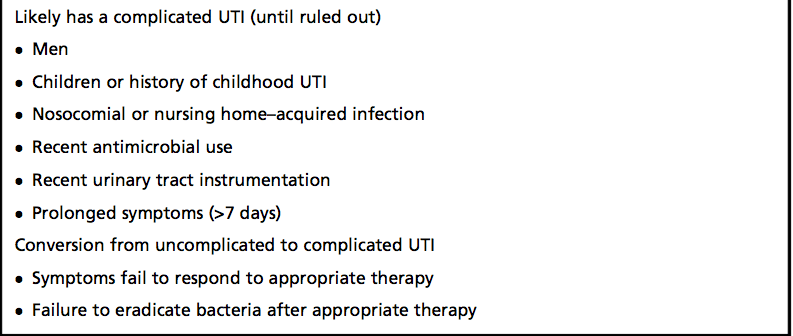 Likely has a complicated UTI (until ruled out)
• Men
• Children or history of childhood UTI
• Nosocomial or nursing home–acquired infection
• Recent antimicrobial use
• Recent urinary tract instrumentation
• Prolonged symptoms (>7 days)
Conversion from uncomplicated to complicated UTI
• Symptoms fail to respond to appropriate therapy
• Failure to eradicate bacteria after appropriate therapy